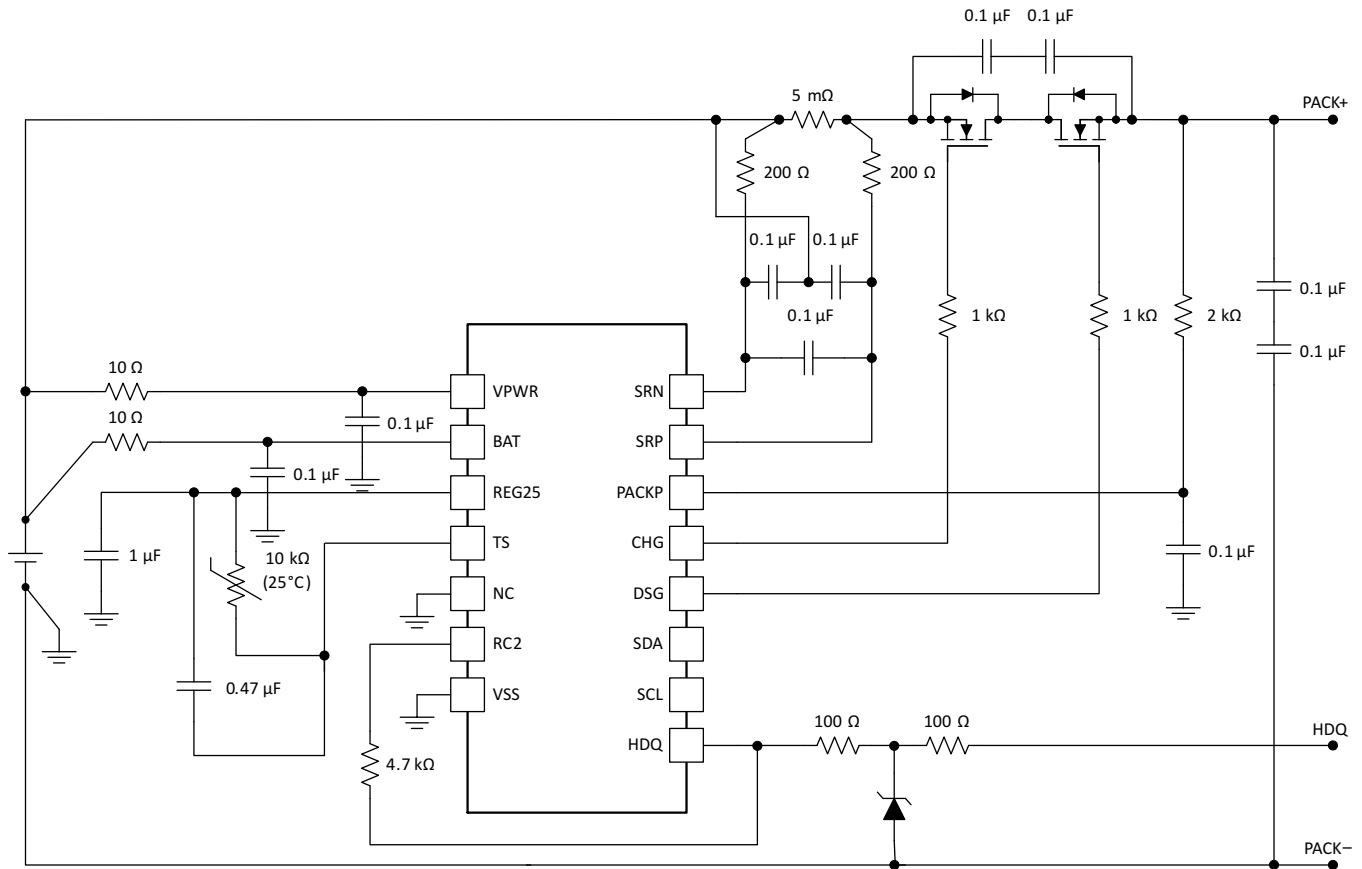 0.1 µF 0.1 µF
5 mΩ
PACK+
200 Ω 200 Ω
0.1 µF 0.1 µF
0.1 µF
1 kΩ 1 kΩ 2 kΩ
0.1 µF
0.1 µF
10 Ω
10 Ω
0.1 µF
0.1 µF
1 µF
10 kΩ
(25°C)
0.47 µF
4.7 kΩ
VPWR
BAT
REG25
TS
NC
RC2
VSS
SRN
SRP
PACKP
CHG
DSG
SDA
SCL
HDQ
0.1 µF
100 Ω 100 Ω
HDQ
PACK−